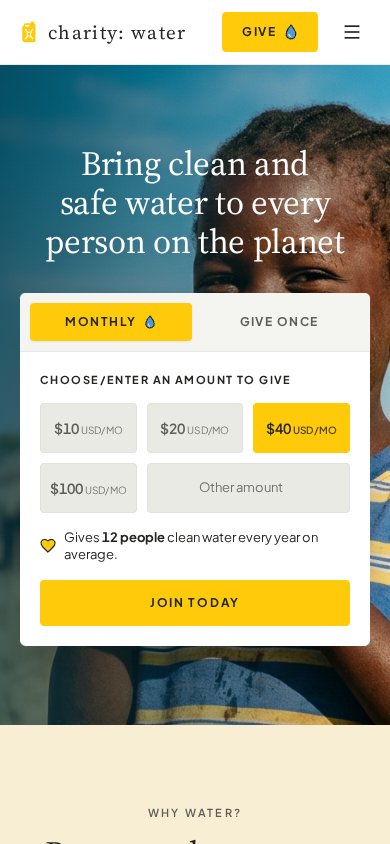 charity: water
GIVE
Bring clean and
safe water to every
person on the planet
MONTHLY
GIVE ONCE
CHOOSE/ENTER AN AMOUNT TO GIVE
$10 USD/MO
$20 USD/MO
$40 USD/MO
$100 USD/MO
Other amount
Gives 12 people clean water every year on
average.
JOIN TODAY
WHY WATER?